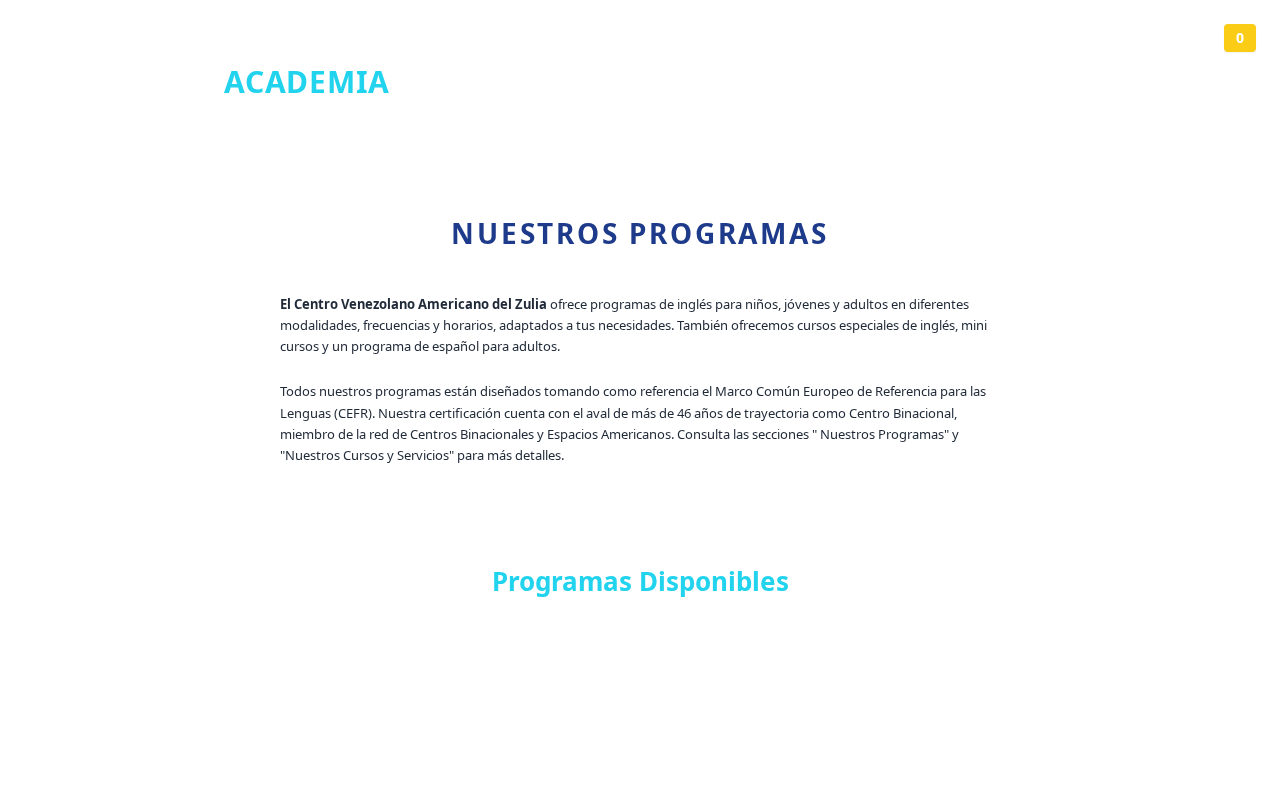 0
ACADEMIA
NUESTROS PROGRAMAS
El Centro Venezolano Americano del Zulia ofrece programas de inglés para niños, jóvenes y adultos en diferentes
modalidades, frecuencias y horarios, adaptados a tus necesidades. También ofrecemos cursos especiales de inglés, mini
cursos y un programa de español para adultos.
Todos nuestros programas están diseñados tomando como referencia el Marco Común Europeo de Referencia para las
Lenguas (CEFR). Nuestra certificación cuenta con el aval de más de 46 años de trayectoria como Centro Binacional,
miembro de la red de Centros Binacionales y Espacios Americanos. Consulta las secciones " Nuestros Programas" y
"Nuestros Cursos y Servicios" para más detalles.
Programas Disponibles